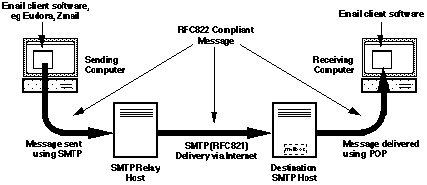 Email client software,
eg Eudora, Zmail
RFC822 Compliant
Message
Email client software
Sending
Computer
Receiving
Computer
Message sent
using SMTP
SMTP Relay
Host
SMTP(RFC821)
Delivery via Internet
mailbox
Destination
SMTP Host
Message delivered
using POP